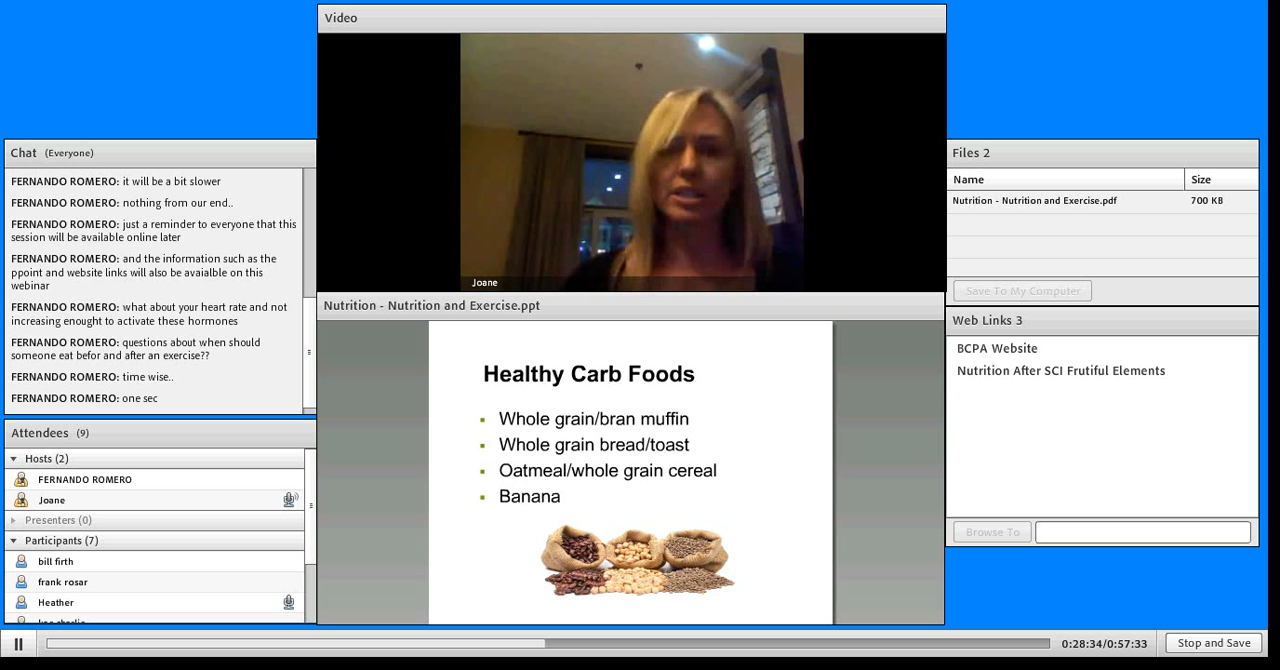 Video
Joane
Chat (Everyone)
FERNANDO ROMERO: it will be a bit slower
FERNANDO ROMERO: nothing from our end..
FERNANDO ROMERO: just a reminder to everyone that this
session will be available online later
FERNANDO ROMERO: and the information such as the
ppoint and website links will also be avaialble on this
webinar
FERNANDO ROMERO: what about your heart rate and not
increasing enought to activate these hormones
FERNANDO ROMERO: questions about when should
someone eat befor and after an exercise??
FERNANDO ROMERO: time wise..
FERNANDO ROMERO: one sec
Attendees (9)
Hosts (2)
FERNANDO ROMERO
Joane
Presenters (0)
Participants (7)
bill firth
frank rosar
Heather
Nutrition - Nutrition and Exercise.ppt
Healthy Carb Foods
▪ Whole grain/bran muffin
▪ Whole grain bread/toast
▪ Oatmeal/whole grain cereal
▪ Banana
Files 2
Name Size
Nutrition - Nutrition and Exercise.pdf 700 KB
Save To My Computer
Web Links 3
BCPA Website
Nutrition After SCI Frutiful Elements
Browse To
0:28:34/0:57:33 Stop and Save